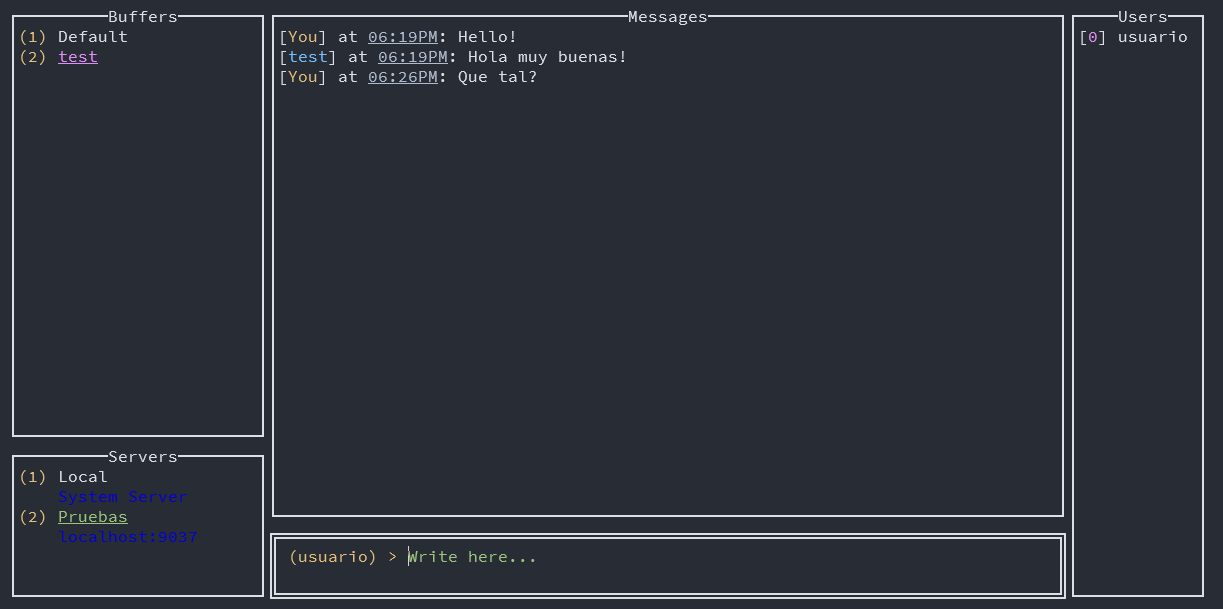 Buffers
(1) Default
(2) test
Messages
[You] at 06:19PM: Hello!
[test] at 06:19PM: Hola muy buenas!
[You] at 06:26PM: Que tal?
Users
[0] usuario
Servers
(1) Local
System Server
(2) Pruebas
localhost:9037
(usuario) > Write here...